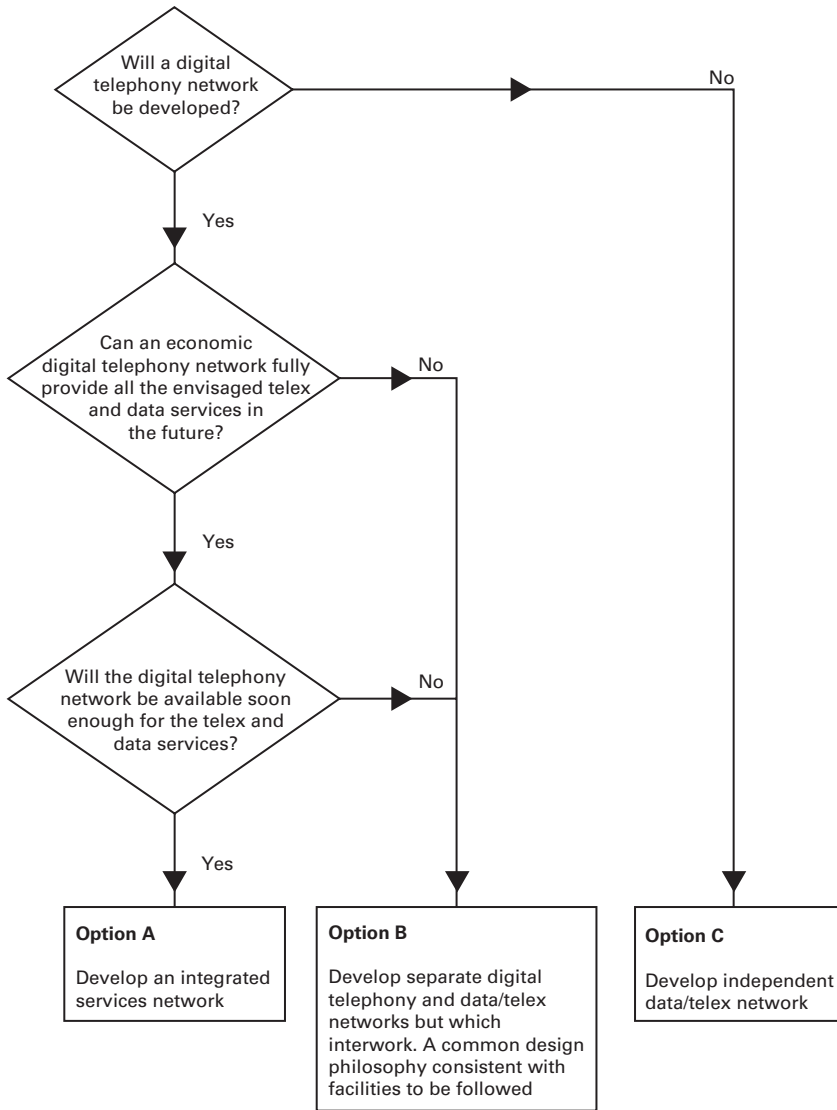 Will a digital
telephony network
be developed?
No
Yes
Can an economic
digital telephony network fully
provide all the envisaged telex
and data services in
the future?
No
Yes
Will the digital telephony
network be available soon
enough for the telex and
data services?
No
Yes
Option A
Develop an integrated
services network
Option B
Develop separate digital
telephony and data/telex
networks but which
interwork. A common design
philosophy consistent with
facilities to be followed
Option C
Develop independent
data/telex network